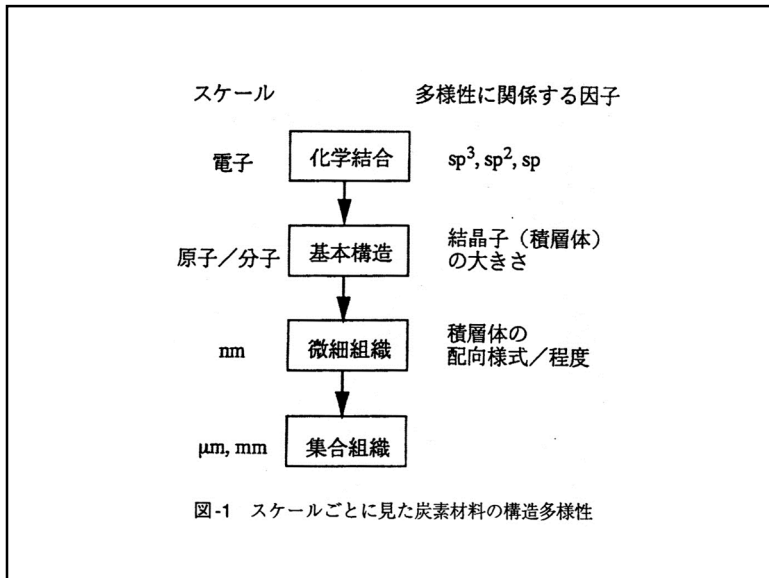 スケール 多様性に関係する因子
電子 化学結合 sp³, sp², sp
原子／分子 基本構造 結晶子（積層体）
の大きさ
nm 微細組織 積層体の
配向様式／程度
μm, mm 集合組織
図-1 スケールごとに見た炭素材料の構造多様性